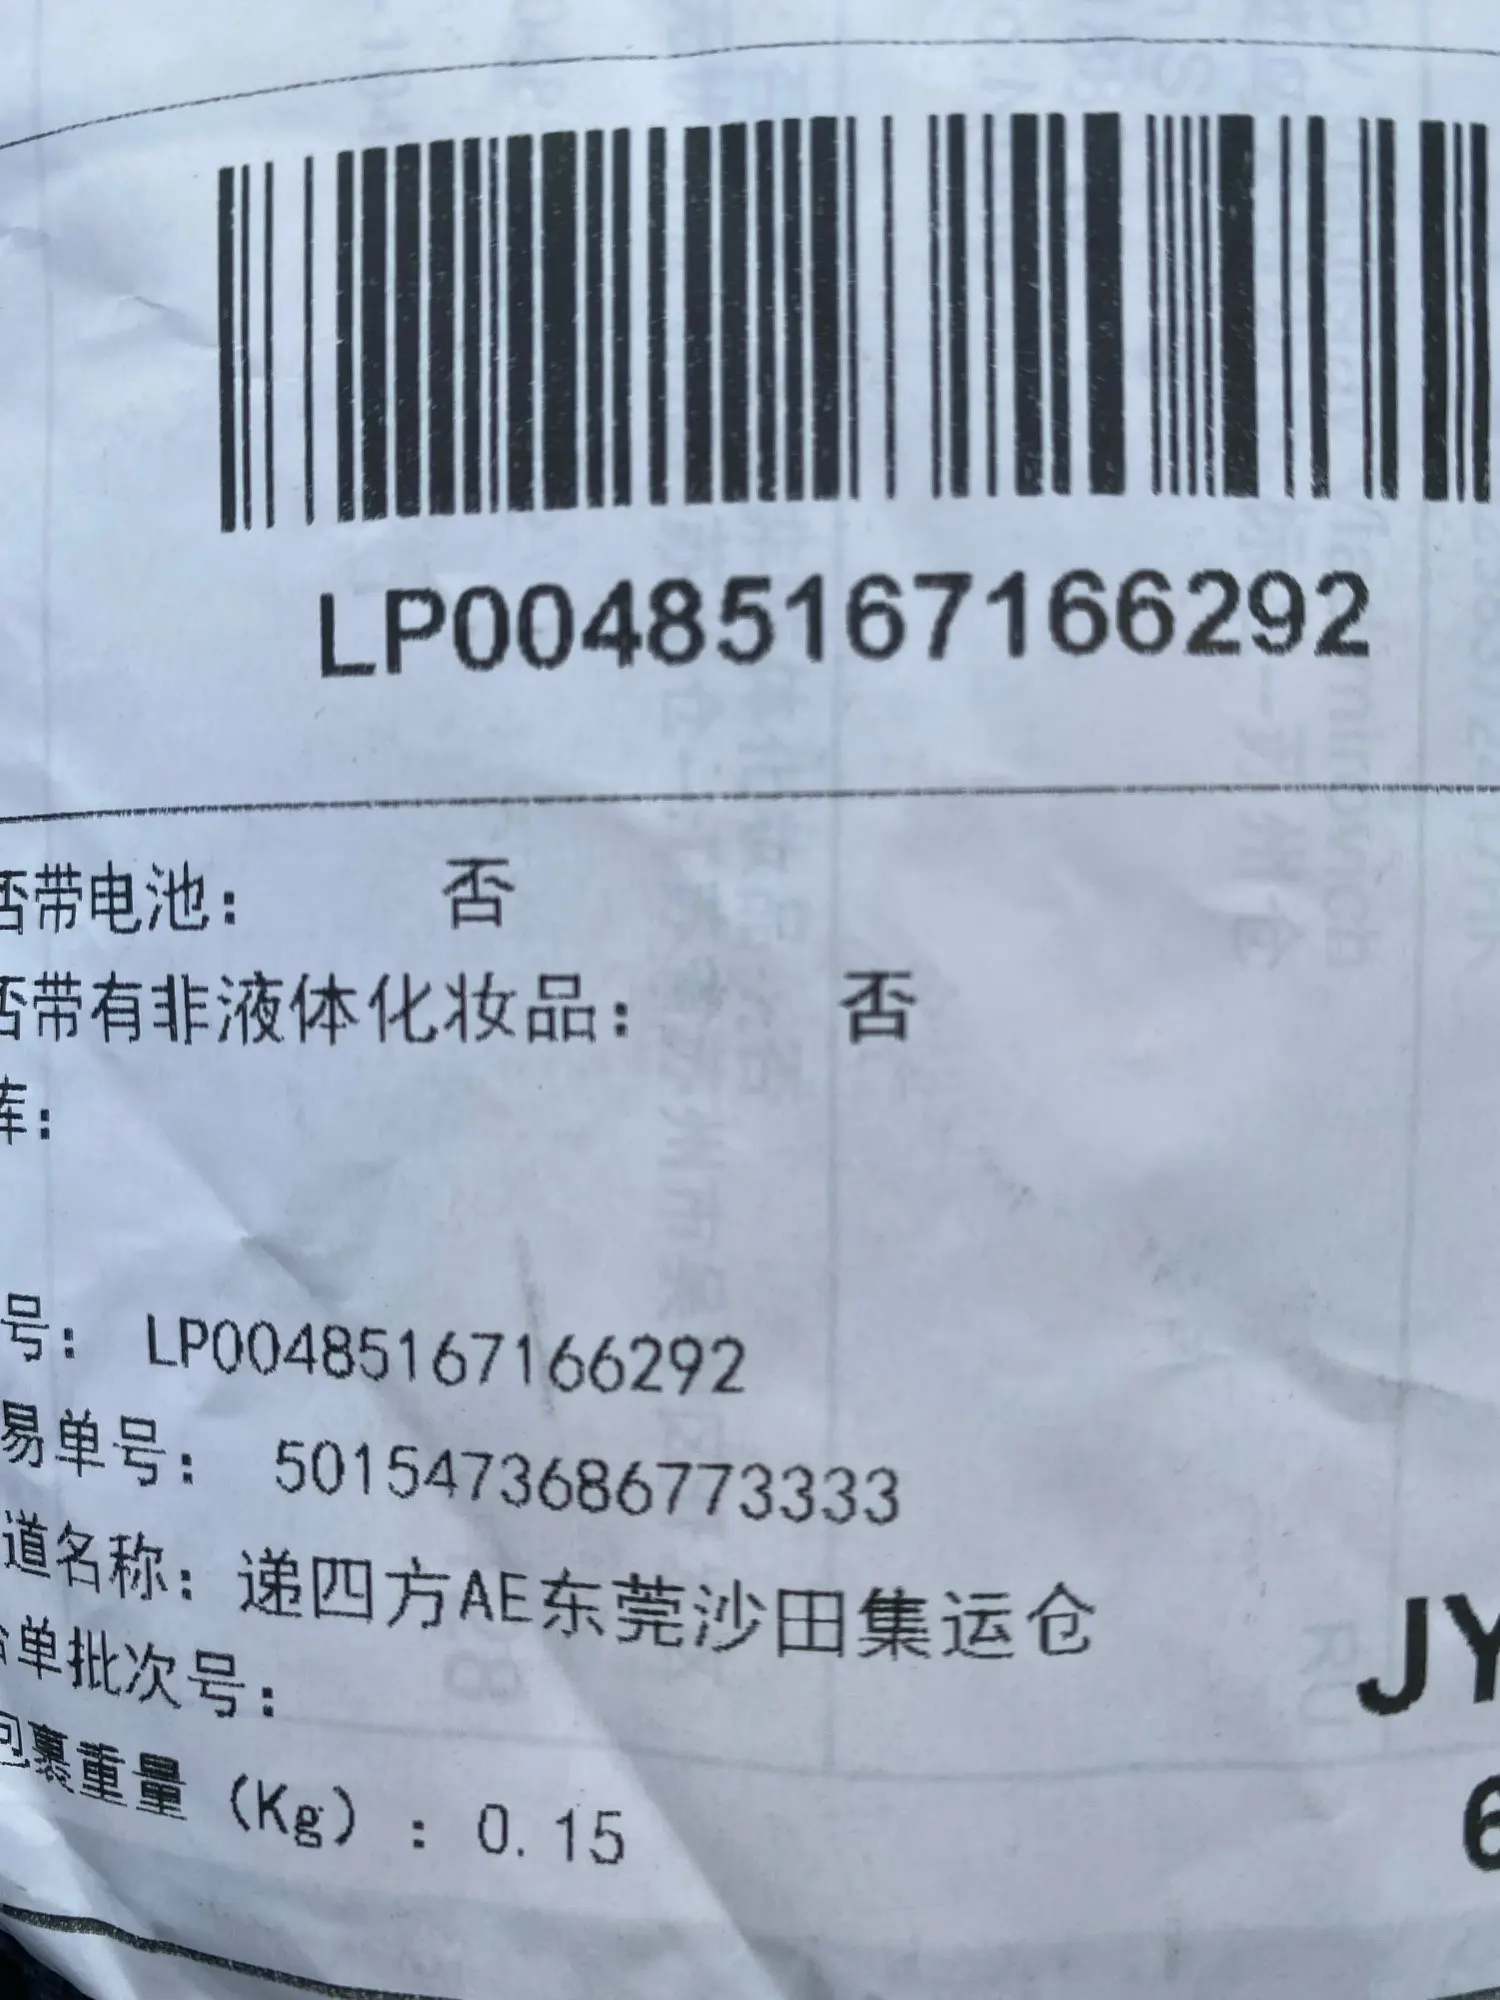 LP00485167166292
否带电池： 否
否带有非液体化妆品： 否
库：
号： LP00485167166292
易单号： 5015473686773333
道名称：递四方AE东莞沙田集运仓
JY
单批次号：
6
包裹重量（Kg）：0.15